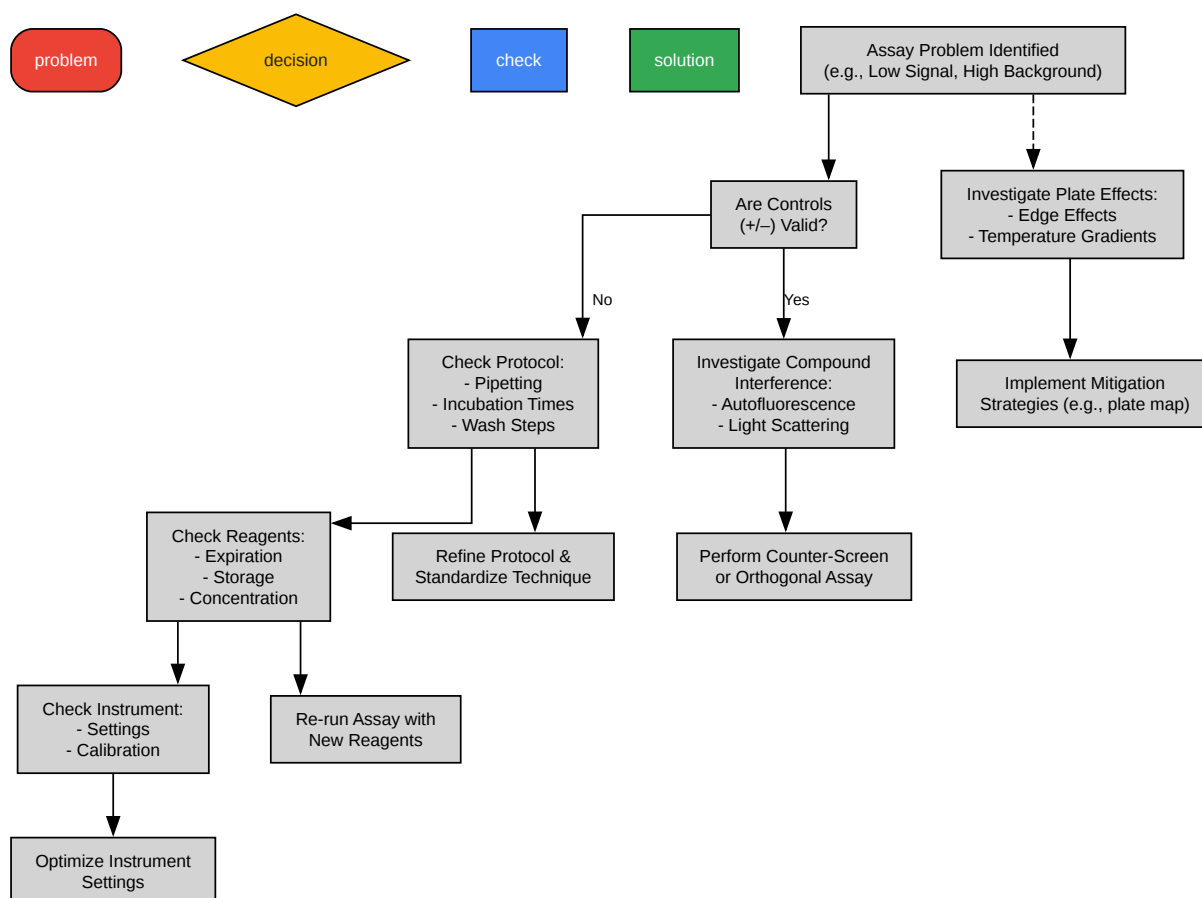 problem
decision
check
solution
Assay Problem Identified
(e.g., Low Signal, High Background)
Are Controls
(+/–) Valid?
Investigate Plate Effects:
- Edge Effects
- Temperature Gradients
No
Yes
Check Protocol:
- Pipetting
- Incubation Times
- Wash Steps
Investigate Compound
Interference:
- Autofluorescence
- Light Scattering
Implement Mitigation
Strategies (e.g., plate map)
Check Reagents:
- Expiration
- Storage
- Concentration
Refine Protocol &
Standardize Technique
Perform Counter-Screen
or Orthogonal Assay
Check Instrument:
- Settings
- Calibration
Re-run Assay with
New Reagents
Optimize Instrument
Settings